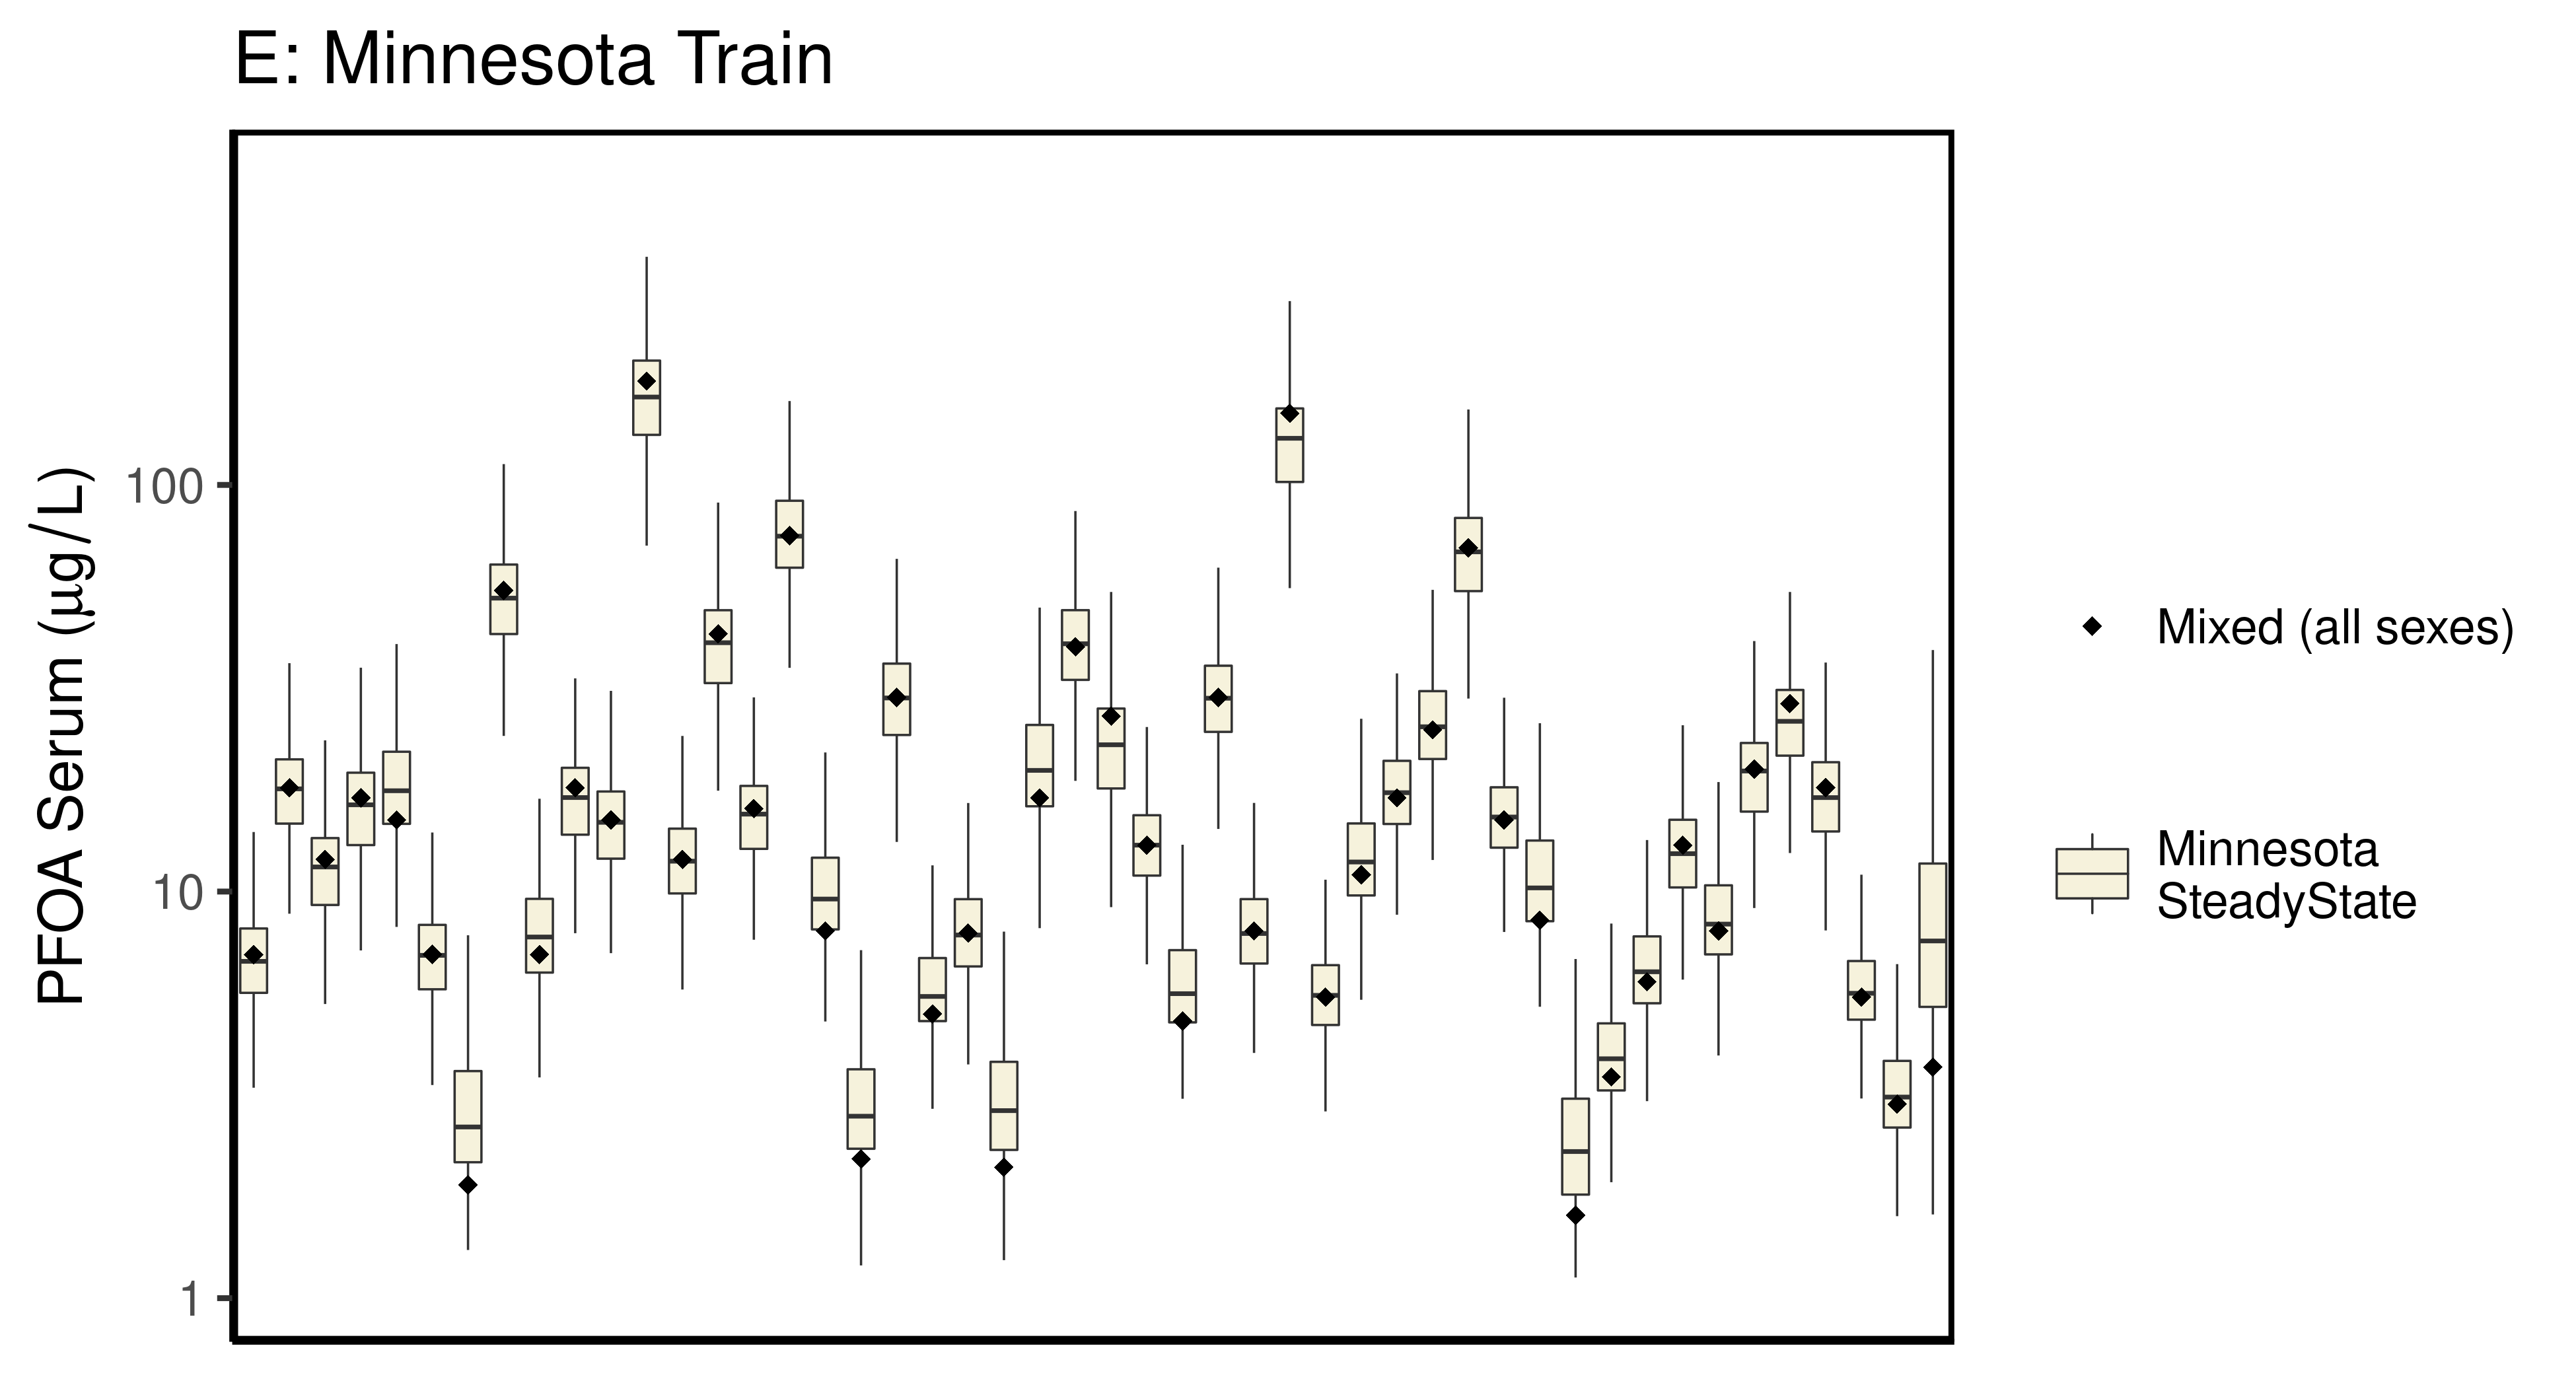 E: Minnesota Train
PFOA Serum (μg/L)
100
10
1
Mixed (all sexes)
Minnesota
SteadyState